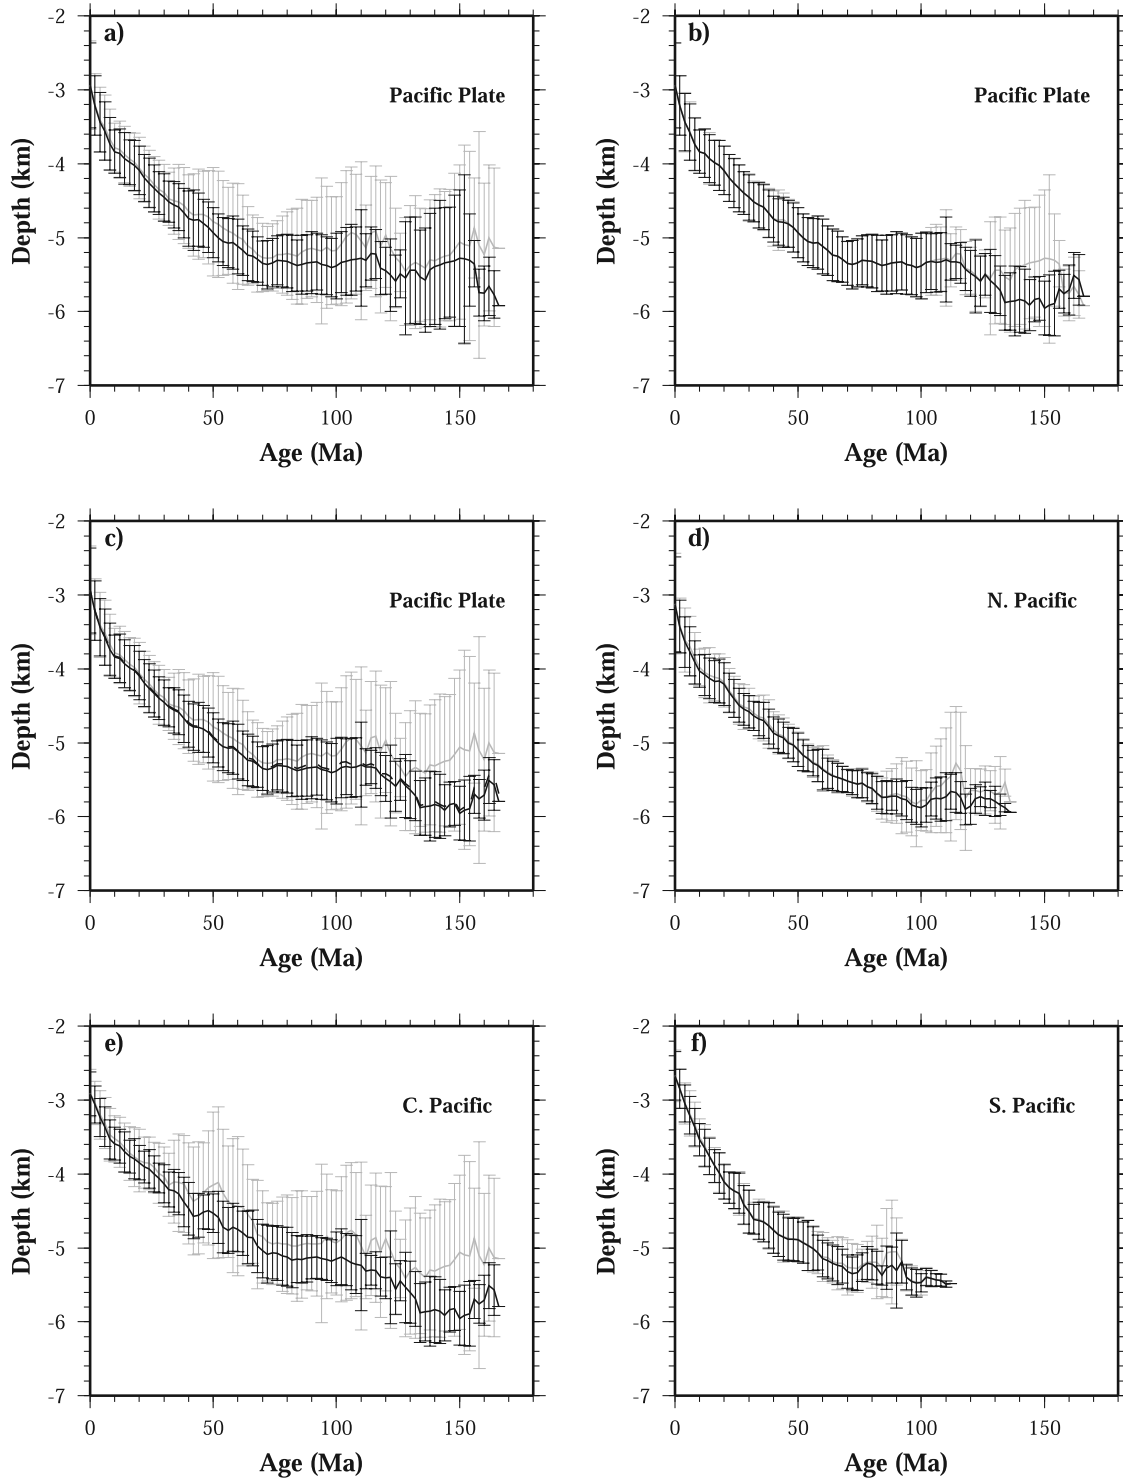 a)
Pacific Plate
Depth (km)
-2
-3
-4
-5
-6
-7
0 50 100 150
Age (Ma)
b)
Pacific Plate
Depth (km)
-2
-3
-4
-5
-6
-7
0 50 100 150
Age (Ma)
c)
Pacific Plate
Depth (km)
-2
-3
-4
-5
-6
-7
0 50 100 150
Age (Ma)
d)
N. Pacific
Depth (km)
-2
-3
-4
-5
-6
-7
0 50 100 150
Age (Ma)
e)
C. Pacific
Depth (km)
-2
-3
-4
-5
-6
-7
0 50 100 150
Age (Ma)
f)
S. Pacific
Depth (km)
-2
-3
-4
-5
-6
-7
0 50 100 150
Age (Ma)